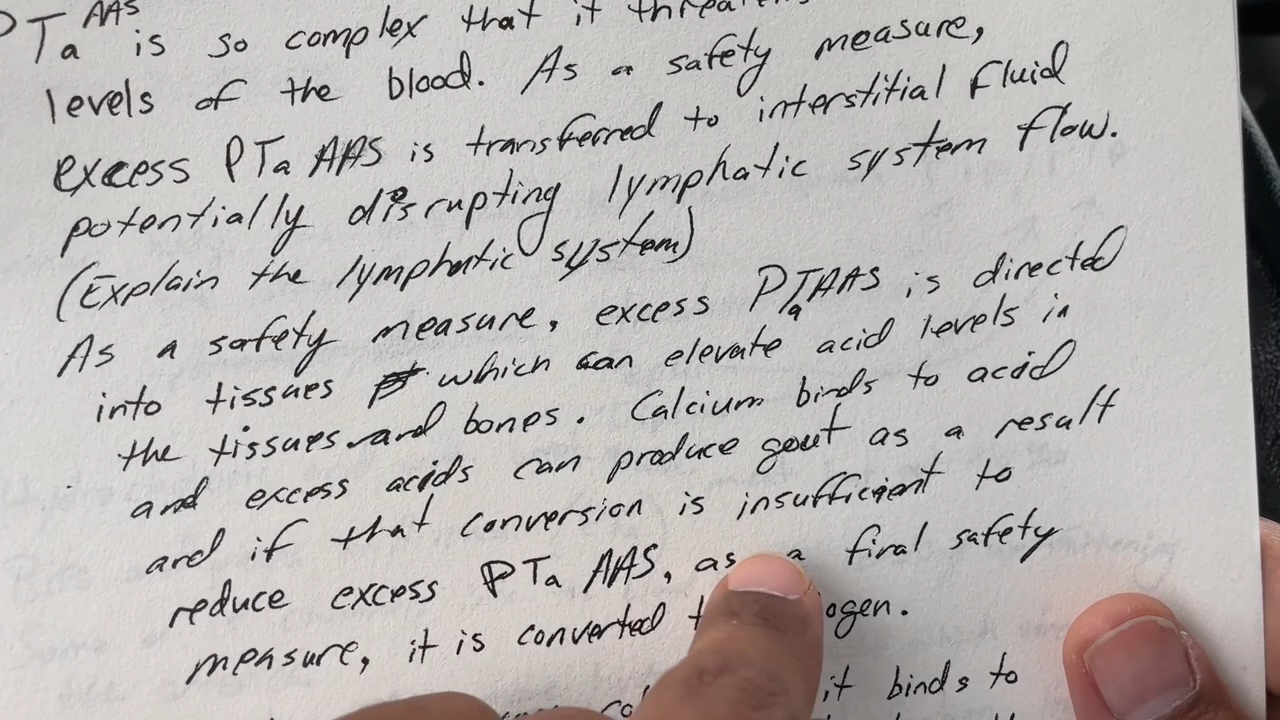 PTa AAS is so complex that it
levels of the blood. As a safety measure,
excess PTa AAS is transferred to interstitial fluid
potentially disrupting lymphatic system flow.
(Explain the lymphatic system)
As a safety measure, excess PTaAAS is directed
into tissues which can elevate acid levels in
the tissues and bones. Calcium binds to acid
and excess acids can produce gout as a result
and if that conversion is insufficient to
reduce excess PTa AAS, as a final safety
measure, it is converted ogen.
it binds to